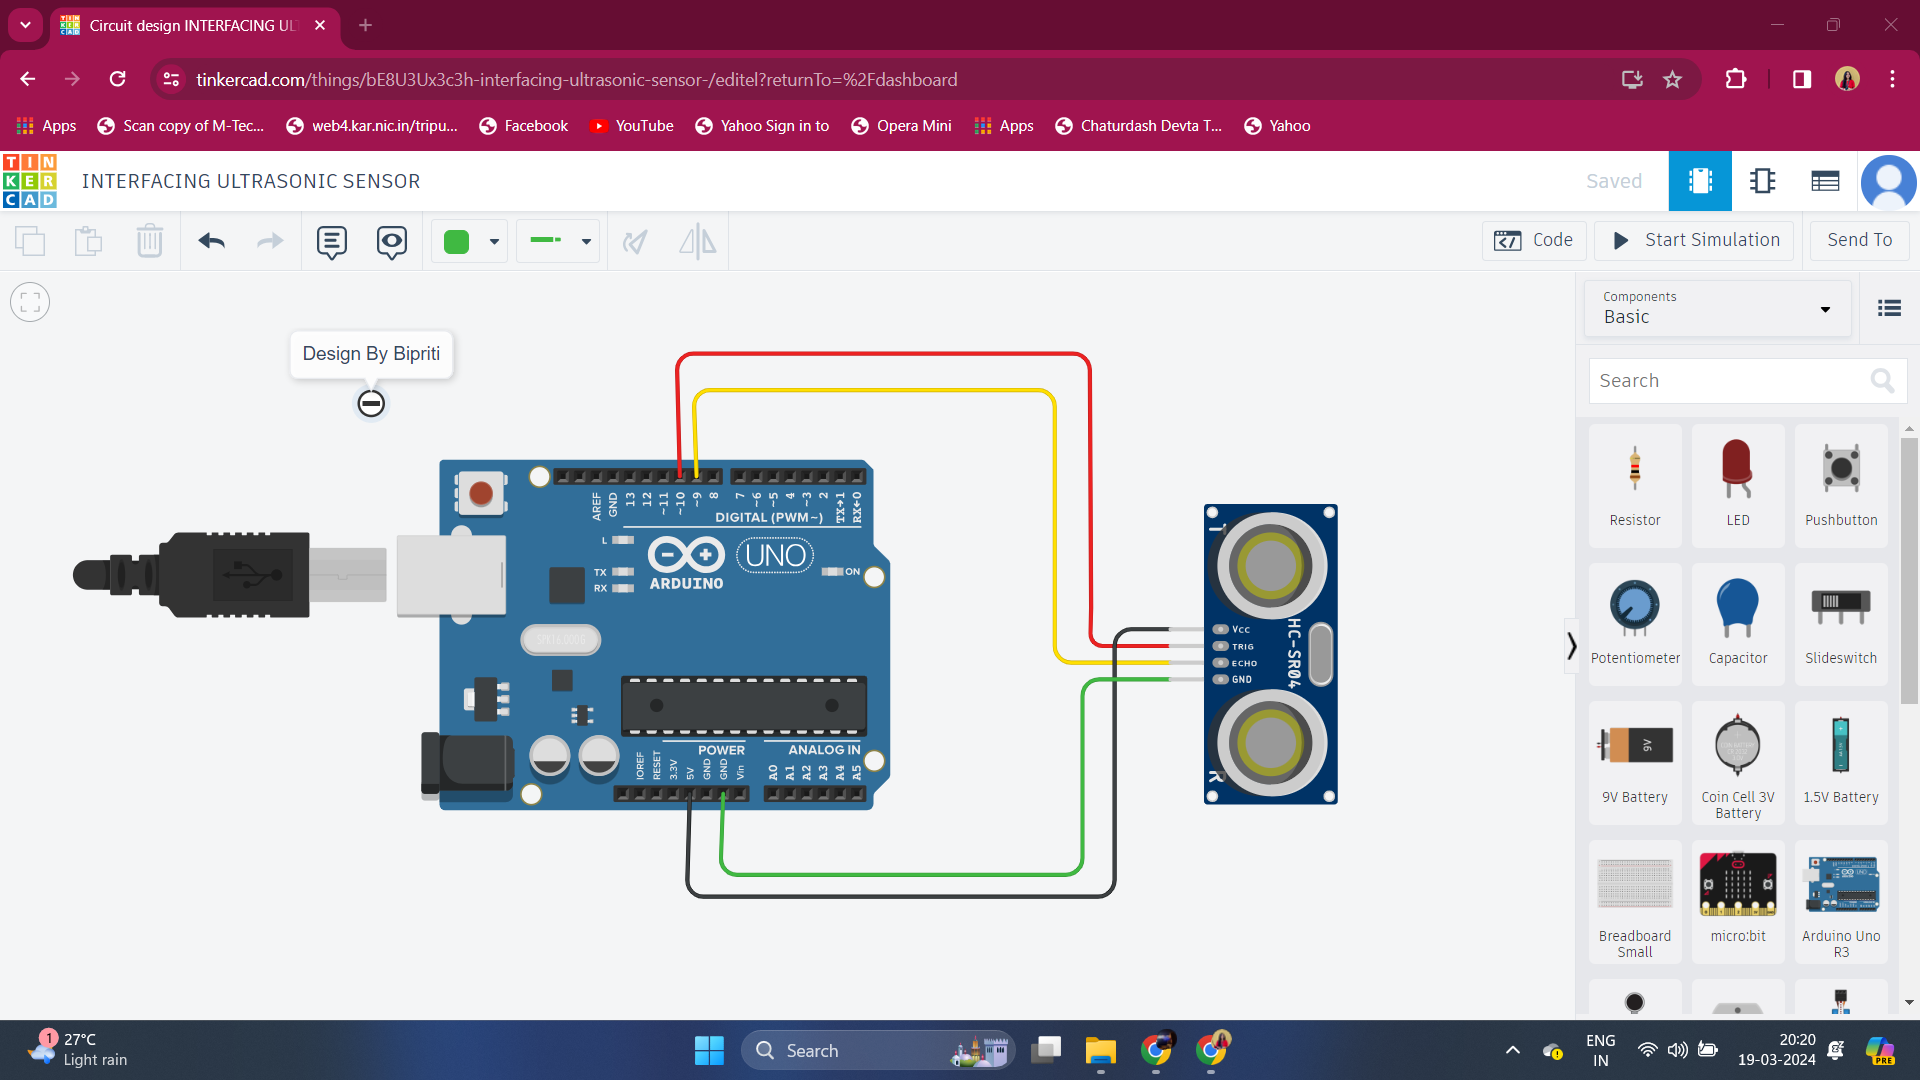 Circuit design INTERFACING UL
tinkercad.com/things/bE8U3Ux3c3h-interfacing-ultrasonic-sensor-/editel?returnTo=%2Fdashboard
Apps Scan copy of M-Tec... web4.kar.nic.in/tripu... Facebook YouTube Yahoo Sign in to Opera Mini Apps Chaturdash Devta T... Yahoo
TIN
KER
CAD
INTERFACING ULTRASONIC SENSOR
Saved
Code Start Simulation Send To
Components
Basic
Search
Design By Bipriti
AREF GND 13 12 ~11 ~10 ~9 8 7 ~6 ~5 4 ~3 2 TX→1 RX←0
DIGITAL (PWM~)
L
TX
RX
UNO
ARDUINO
ON
POWER ANALOG IN
IOREF RESET 3.3V 5V GND GND Vin A0 A1 A2 A3 A4 A5
T
Vcc
TRIG
ECHO
GND
HC-SR04
R
Resistor LED Pushbutton
Potentiometer Capacitor Slideswitch
9V
9V Battery Coin Cell 3V Battery 1.5V Battery
Breadboard Small micro:bit Arduino Uno R3
1
27°C
Light rain
Search
ENG
IN
20:20
19-03-2024
PRE